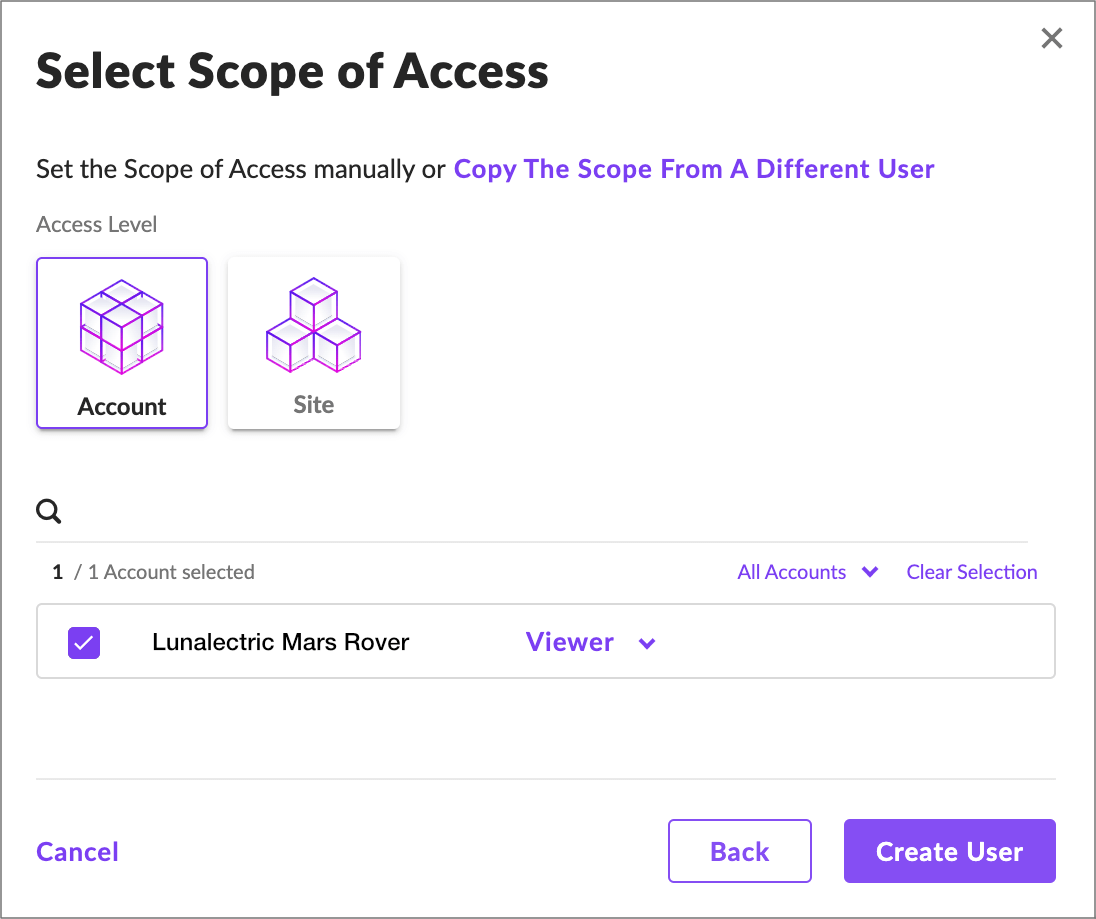 Select Scope of Access
Set the Scope of Access manually or Copy The Scope From A Different User
Access Level
Account
Site
1 / 1 Account selected
All Accounts
Clear Selection
Lunalectric Mars Rover
Viewer
Cancel
Back
Create User